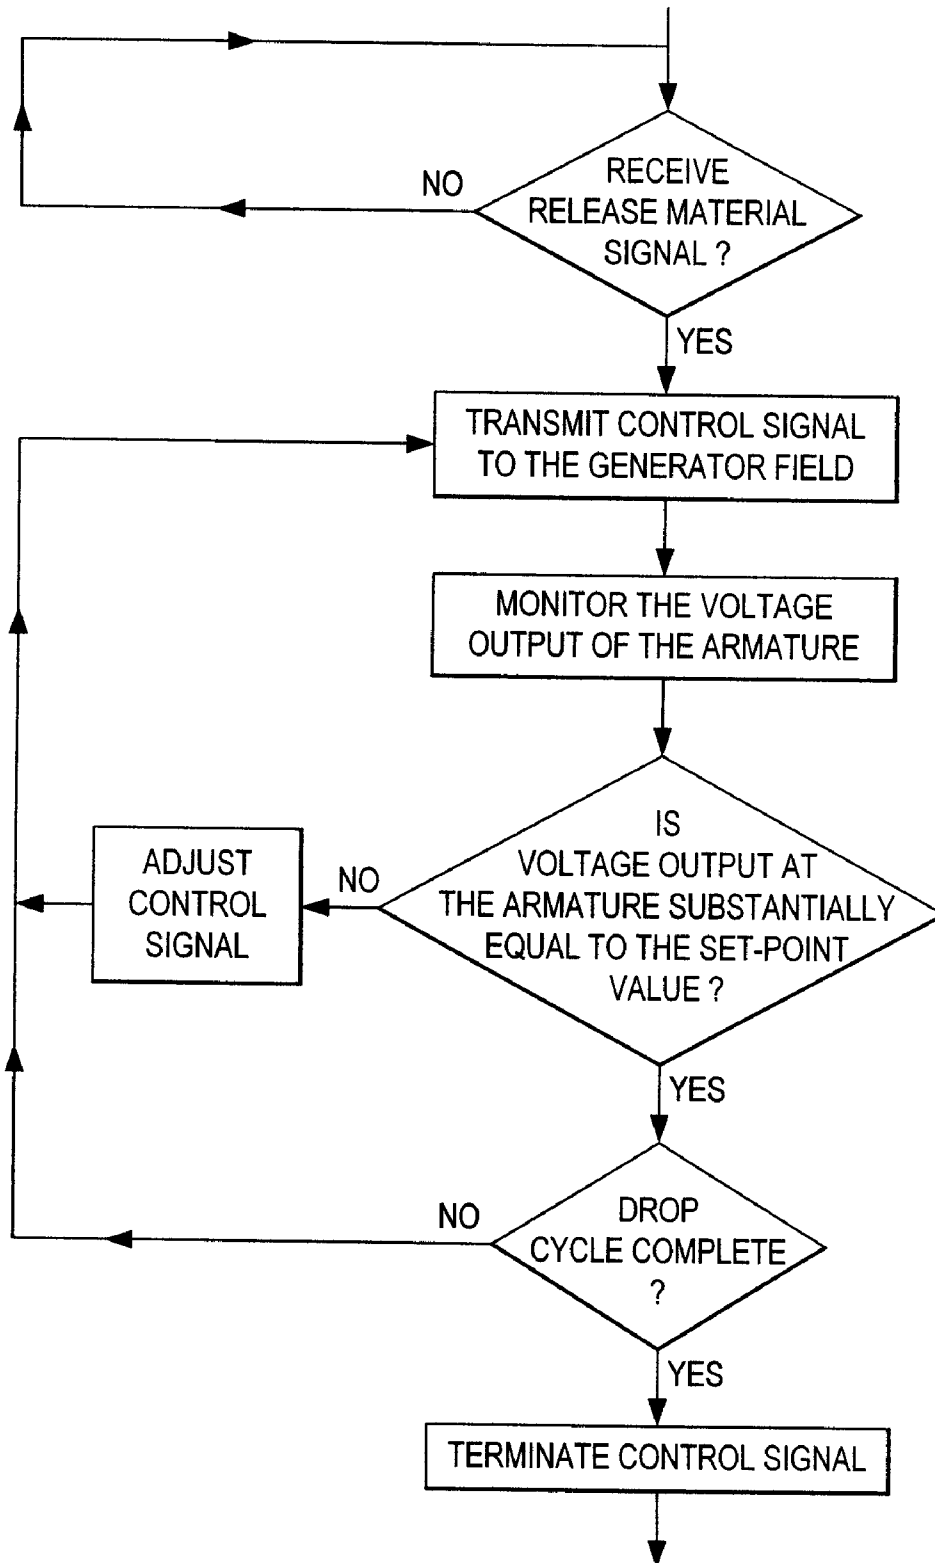 RECEIVE
RELEASE MATERIAL
SIGNAL ?
NO
YES
TRANSMIT CONTROL SIGNAL
TO THE GENERATOR FIELD
MONITOR THE VOLTAGE
OUTPUT OF THE ARMATURE
IS
VOLTAGE OUTPUT AT
THE ARMATURE SUBSTANTIALLY
EQUAL TO THE SET-POINT
VALUE ?
NO
ADJUST
CONTROL
SIGNAL
YES
DROP
CYCLE COMPLETE
?
NO
YES
TERMINATE CONTROL SIGNAL